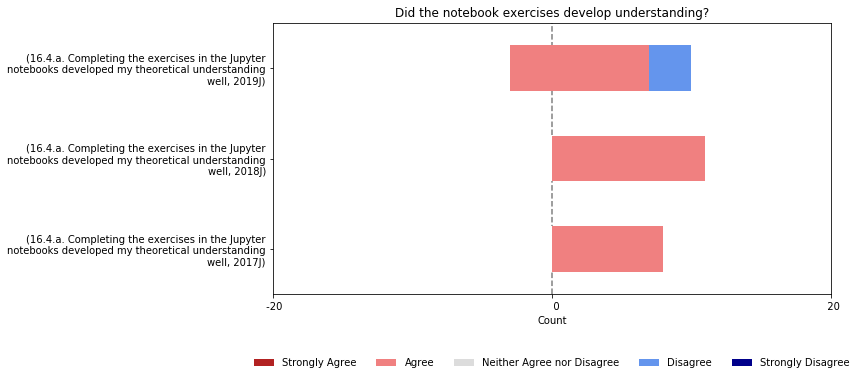 Did the notebook exercises develop understanding?
(16.4.a. Completing the exercises in the Jupyter
notebooks developed my theoretical understanding
well, 2019J)
(16.4.a. Completing the exercises in the Jupyter
notebooks developed my theoretical understanding
well, 2018J)
(16.4.a. Completing the exercises in the Jupyter
notebooks developed my theoretical understanding
well, 2017J)
-20 0 20
Count
Strongly Agree Agree Neither Agree nor Disagree Disagree Strongly Disagree